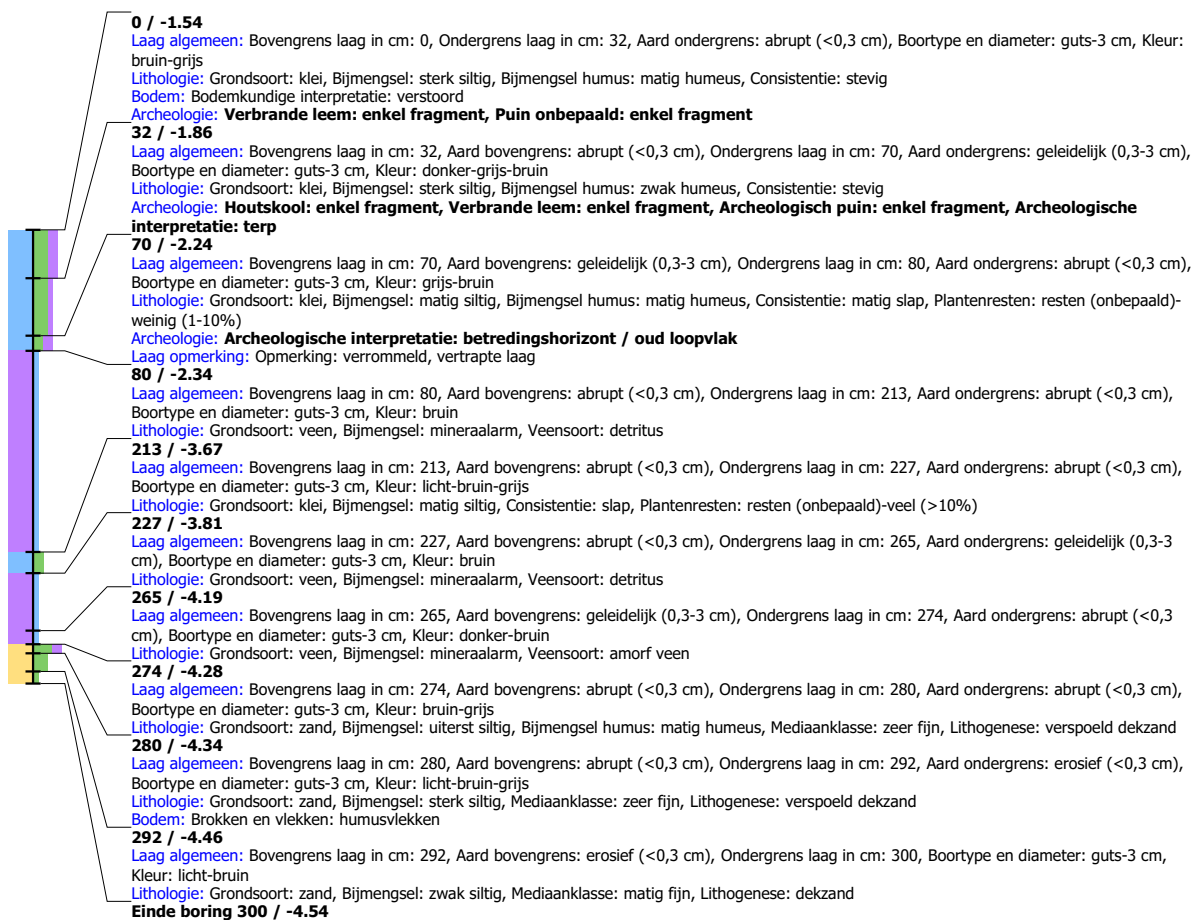 0 / -1.54
Laag algemeen: Bovengrens laag in cm: 0, Ondergrens laag in cm: 32, Aard ondergrens: abrupt (<0,3 cm), Boortype en diameter: guts-3 cm, Kleur:
bruin-grijs
Lithologie: Grondsoort: klei, Bijmengsel: sterk siltig, Bijmengsel humus: matig humeus, Consistentie: stevig
Bodem: Bodemkundige interpretatie: verstoord
Archeologie: Verbrande leem: enkel fragment, Puin onbepaald: enkel fragment
32 / -1.86
Laag algemeen: Bovengrens laag in cm: 32, Aard bovengrens: abrupt (<0,3 cm), Ondergrens laag in cm: 70, Aard ondergrens: geleidelijk (0,3-3 cm),
Boortype en diameter: guts-3 cm, Kleur: donker-grijs-bruin
Lithologie: Grondsoort: klei, Bijmengsel: sterk siltig, Bijmengsel humus: zwak humeus, Consistentie: stevig
Archeologie: Houtskool: enkel fragment, Verbrande leem: enkel fragment, Archeologisch puin: enkel fragment, Archeologische
interpretatie: terp
70 / -2.24
Laag algemeen: Bovengrens laag in cm: 70, Aard bovengrens: geleidelijk (0,3-3 cm), Ondergrens laag in cm: 80, Aard ondergrens: abrupt (<0,3 cm),
Boortype en diameter: guts-3 cm, Kleur: grijs-bruin
Lithologie: Grondsoort: klei, Bijmengsel: matig siltig, Bijmengsel humus: matig humeus, Consistentie: matig slap, Plantenresten: resten (onbepaald)-
weinig (1-10%)
Archeologie: Archeologische interpretatie: betredingshorizont / oud loopvlak
Laag opmerking: Opmerking: verrommeld, vertrapte laag
80 / -2.34
Laag algemeen: Bovengrens laag in cm: 80, Aard bovengrens: abrupt (<0,3 cm), Ondergrens laag in cm: 213, Aard ondergrens: abrupt (<0,3 cm),
Boortype en diameter: guts-3 cm, Kleur: bruin
Lithologie: Grondsoort: veen, Bijmengsel: mineraalarm, Veensoort: detritus
213 / -3.67
Laag algemeen: Bovengrens laag in cm: 213, Aard bovengrens: abrupt (<0,3 cm), Ondergrens laag in cm: 227, Aard ondergrens: abrupt (<0,3 cm),
Boortype en diameter: guts-3 cm, Kleur: licht-bruin-grijs
Lithologie: Grondsoort: klei, Bijmengsel: matig siltig, Consistentie: slap, Plantenresten: resten (onbepaald)-veel (>10%)
227 / -3.81
Laag algemeen: Bovengrens laag in cm: 227, Aard bovengrens: abrupt (<0,3 cm), Ondergrens laag in cm: 265, Aard ondergrens: geleidelijk (0,3-3
cm), Boortype en diameter: guts-3 cm, Kleur: bruin
Lithologie: Grondsoort: veen, Bijmengsel: mineraalarm, Veensoort: detritus
265 / -4.19
Laag algemeen: Bovengrens laag in cm: 265, Aard bovengrens: geleidelijk (0,3-3 cm), Ondergrens laag in cm: 274, Aard ondergrens: abrupt (<0,3
cm), Boortype en diameter: guts-3 cm, Kleur: donker-bruin
Lithologie: Grondsoort: veen, Bijmengsel: mineraalarm, Veensoort: amorf veen
274 / -4.28
Laag algemeen: Bovengrens laag in cm: 274, Aard bovengrens: abrupt (<0,3 cm), Ondergrens laag in cm: 280, Aard ondergrens: abrupt (<0,3 cm),
Boortype en diameter: guts-3 cm, Kleur: bruin-grijs
Lithologie: Grondsoort: zand, Bijmengsel: uiterst siltig, Bijmengsel humus: matig humeus, Mediaanklasse: zeer fijn, Lithogenese: verspoeld dekzand
280 / -4.34
Laag algemeen: Bovengrens laag in cm: 280, Aard bovengrens: abrupt (<0,3 cm), Ondergrens laag in cm: 292, Aard ondergrens: erosief (<0,3 cm),
Boortype en diameter: guts-3 cm, Kleur: licht-bruin-grijs
Lithologie: Grondsoort: zand, Bijmengsel: sterk siltig, Mediaanklasse: zeer fijn, Lithogenese: verspoeld dekzand
Bodem: Brokken en vlekken: humusvlekken
292 / -4.46
Laag algemeen: Bovengrens laag in cm: 292, Aard bovengrens: erosief (<0,3 cm), Ondergrens laag in cm: 300, Boortype en diameter: guts-3 cm,
Kleur: licht-bruin
Lithologie: Grondsoort: zand, Bijmengsel: zwak siltig, Mediaanklasse: matig fijn, Lithogenese: dekzand
Einde boring 300 / -4.54